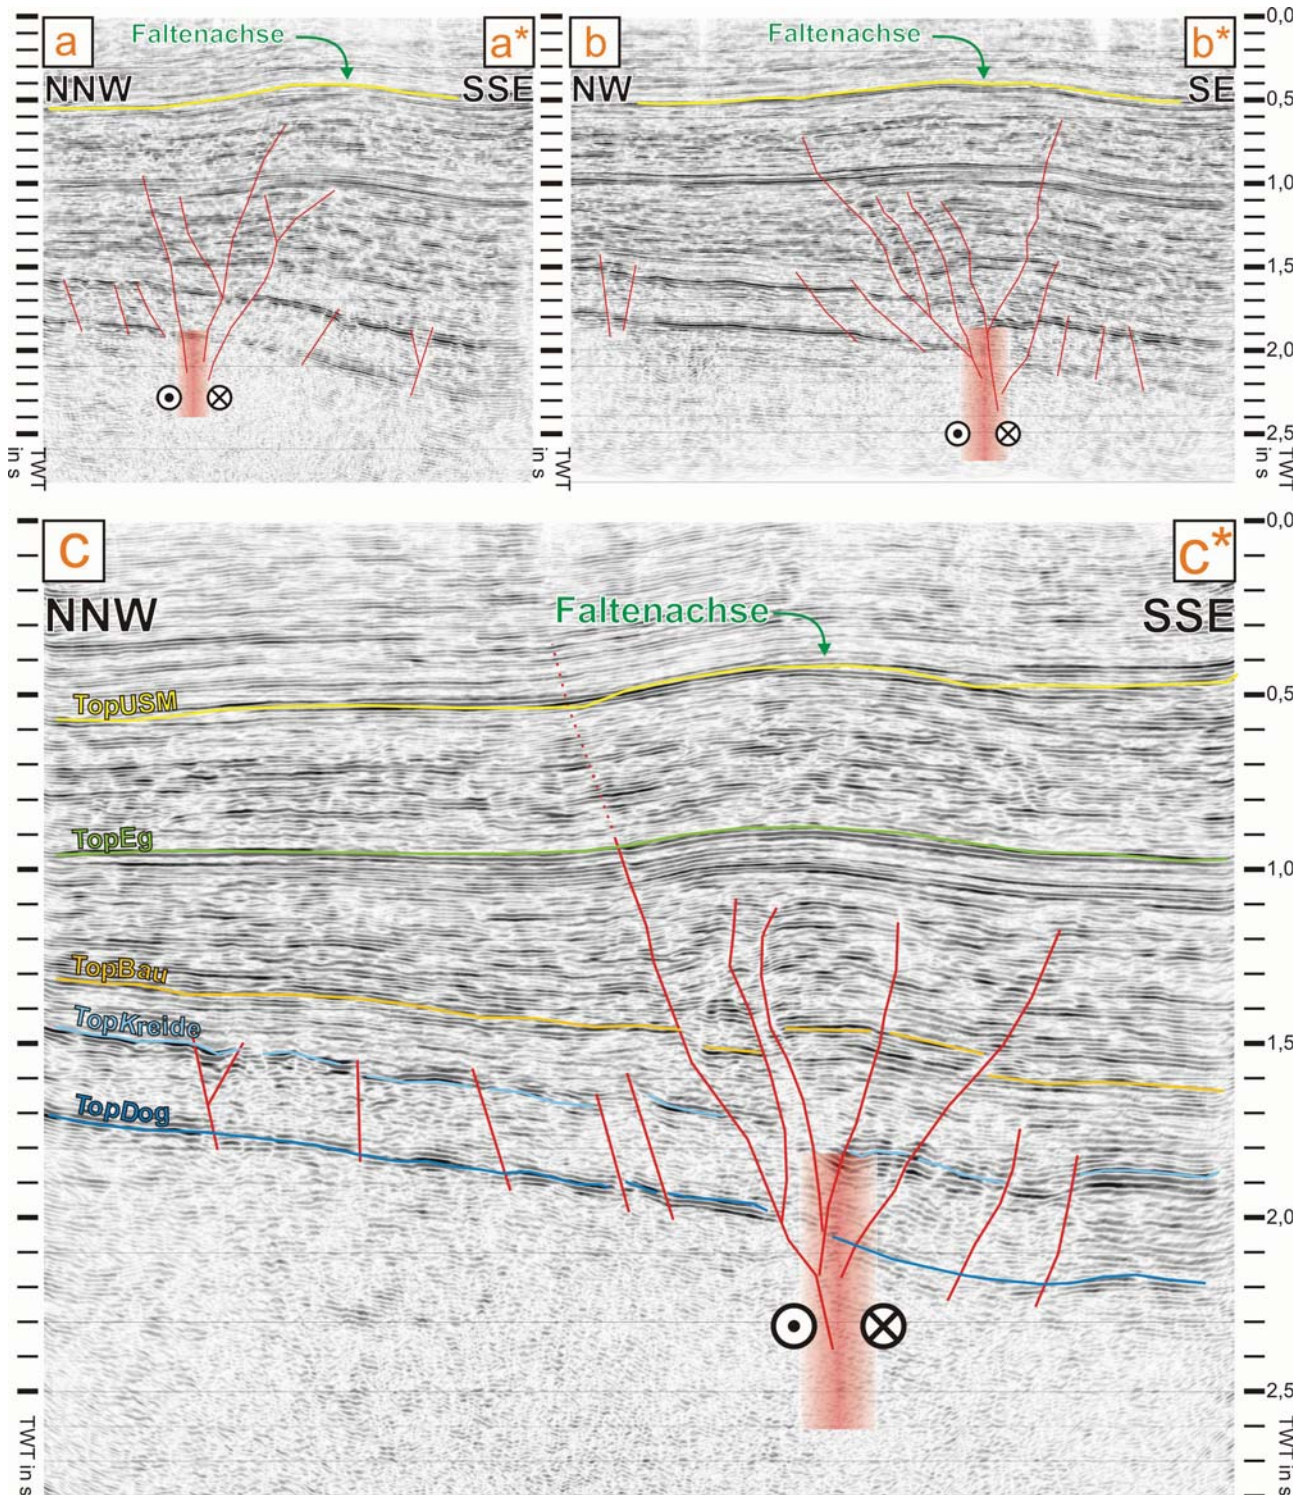 a
Faltenachse
a*
NNW
SSE
b
Faltenachse
b*
NW
SE
0,0
0,5
1,0
1,5
2,0
2,5
TWT
in s
TWT
in s
TWT
in s
C
C*
NNW
Faltenachse
SSE
TopUSM
TopEg
TopBau
TopKreide
TopDog
0,0
0,5
1,0
1,5
2,0
2,5
TWT in s
TWT in s